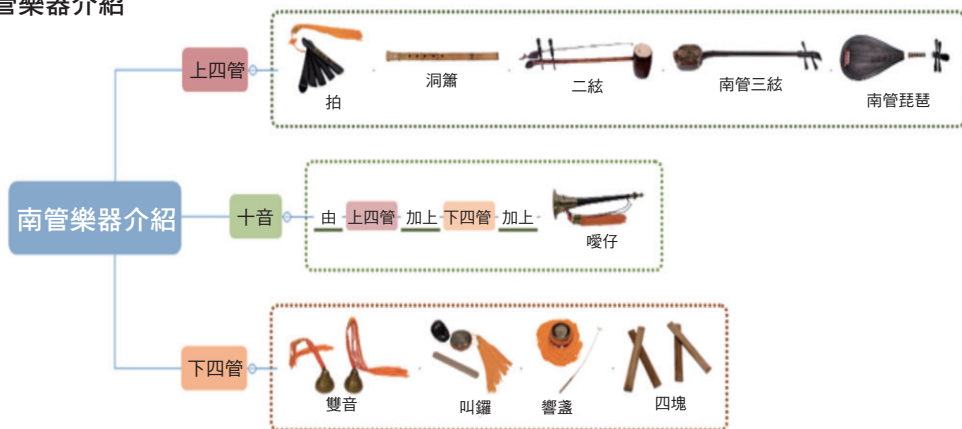 管樂器介紹
南管樂器介紹
上四管
拍
洞簫
二絃
南管三絃
南管琵琶
十音
由 上四管 加上 下四管 加上
噯仔
下四管
雙音
叫鑼
響盞
四塊